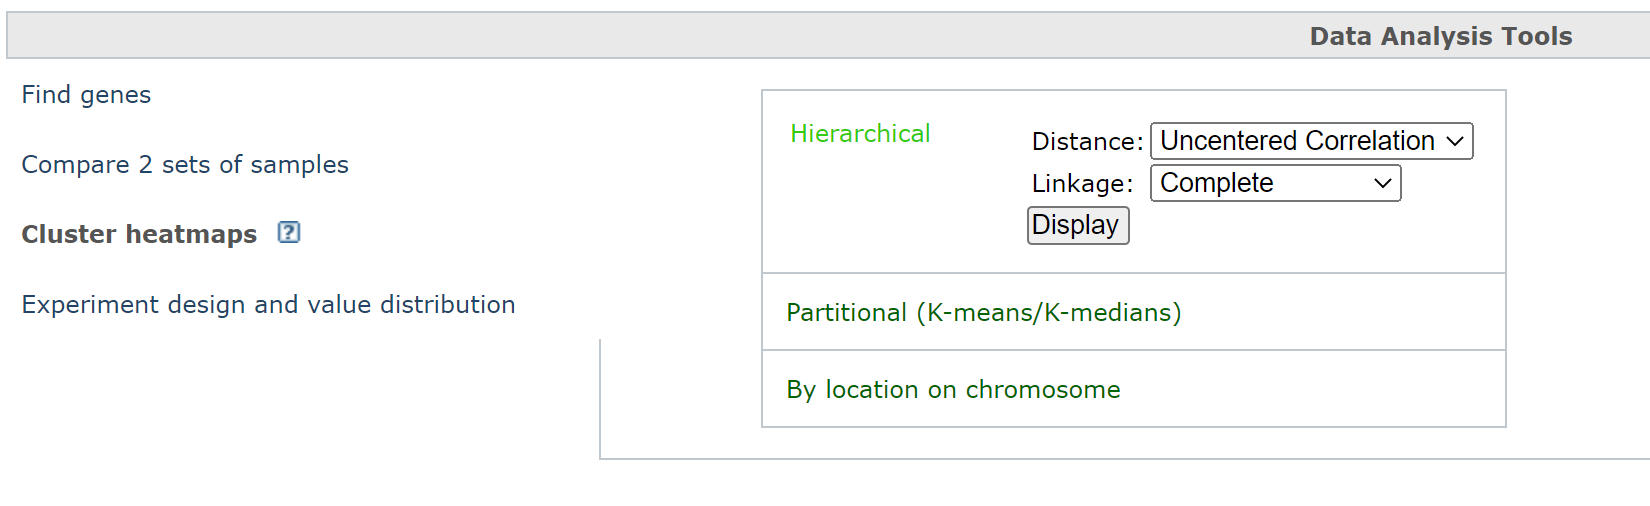 Data Analysis Tools
Find genes
Compare 2 sets of samples
Cluster heatmaps ?
Experiment design and value distribution
Hierarchical
Distance: Uncentered Correlation
Linkage: Complete
Display
Partitional (K-means/K-medians)
By location on chromosome